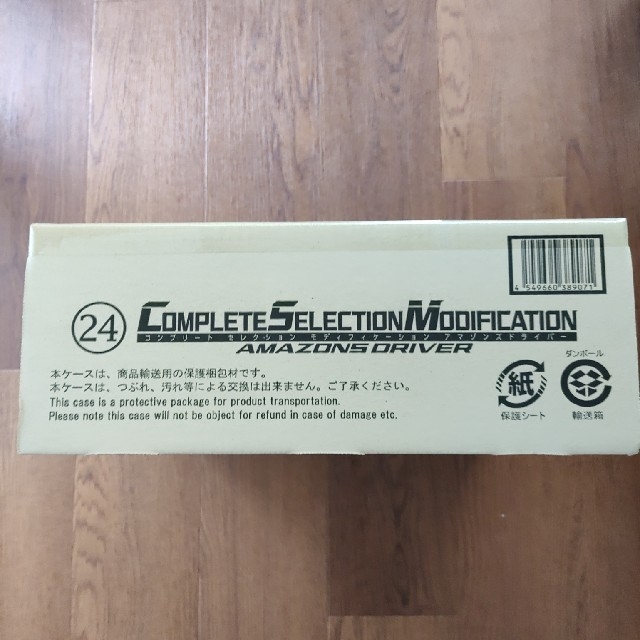 4 549660 389071
24 COMPLETE SELECTION MODIFICATION
コンプリート セレクション モディフィケーション アマゾンズドライバー
AMAZONS DRIVER
本ケースは、商品輸送用の保護梱包材です。
本ケースは、つぶれ、汚れ等による交換は出来ません。ご了承ください。
This case is a protective package for product transportation.
Please note this case will not be object for refund in case of damage etc.
紙
保護シート
ダンボール
輸送箱